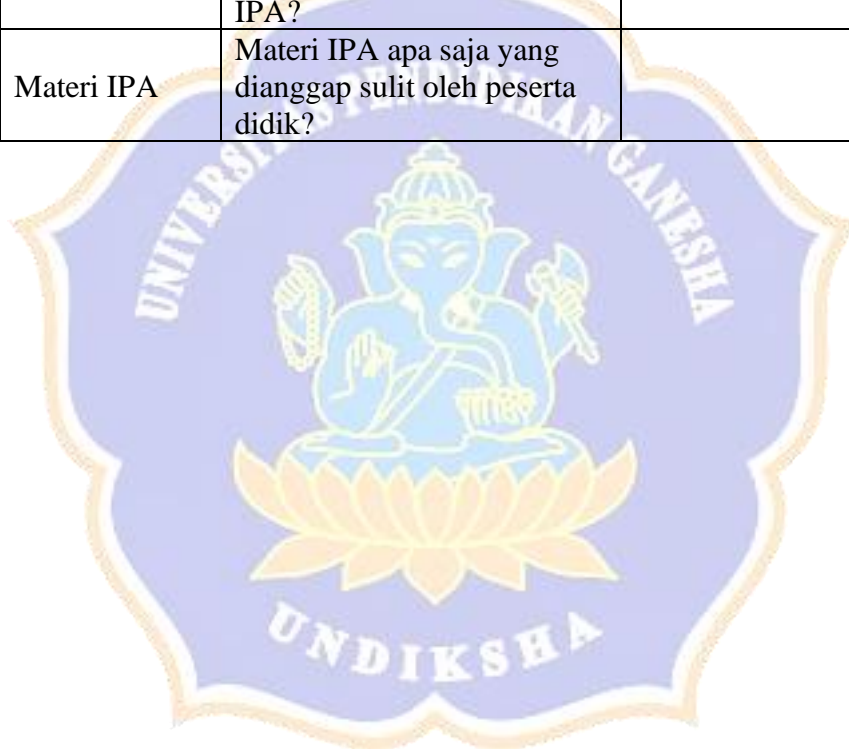 IPA?
Materi IPA
Materi IPA apa saja yang
dianggap sulit oleh peserta
didik?
UNIVERSITAS PENDIDIKAN GANESHA
UNDIKSHA